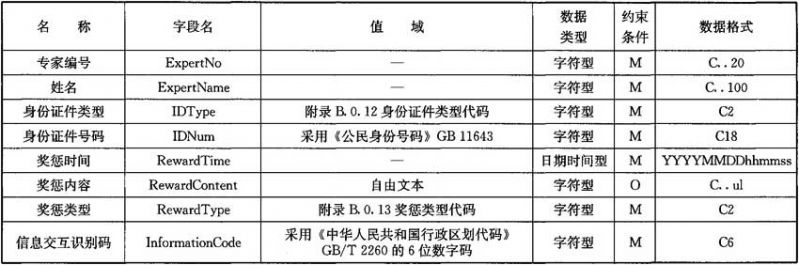 名 称 字段名 值 域 数据类型 约束条件 数据格式
专家编号 ExpertNo — 字符型 M C..20
姓名 ExpertName — 字符型 M C..100
身份证件类型 IDType 附录 B.0.12 身份证件类型代码 字符型 M C2
身份证件号码 IDNum 采用《公民身份号码》GB 11643 字符型 M C18
奖惩时间 RewardTime — 日期时间型 M YYYYMMDDhhmmss
奖惩内容 RewardContent 自由文本 字符型 O C..ul
奖惩类型 RewardType 附录 B.0.13 奖惩类型代码 字符型 M C2
信息交互识别码 InformationCode 采用《中华人民共和国行政区划代码》GB/T 2260 的 6 位数字码 字符型 M C6